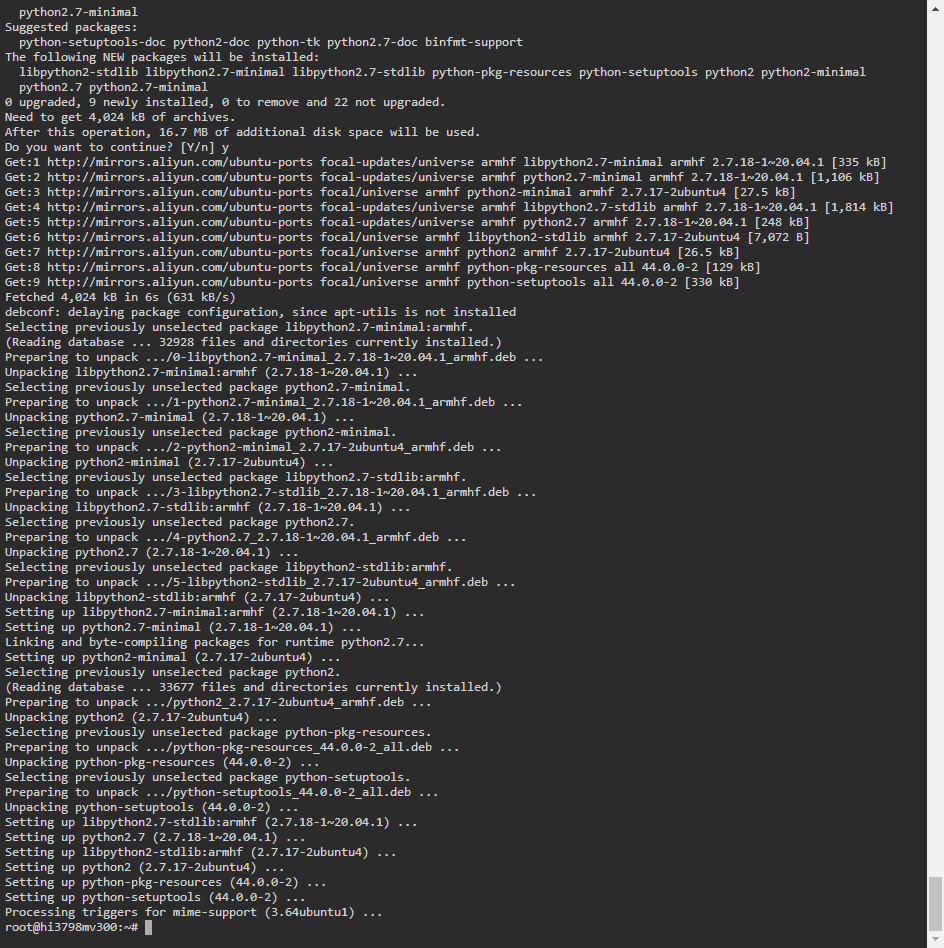 python2.7-minimal
Suggested packages:
  python-setuptools-doc python2-doc python-tk python2.7-doc binfmt-support
The following NEW packages will be installed:
  libpython2-stdlib libpython2.7-minimal libpython2.7-stdlib python-pkg-resources python-setuptools python2 python2-minimal
  python2.7 python2.7-minimal
0 upgraded, 9 newly installed, 0 to remove and 22 not upgraded.
Need to get 4,024 kB of archives.
After this operation, 16.7 MB of additional disk space will be used.
Do you want to continue? [Y/n] y
Get:1 http://mirrors.aliyun.com/ubuntu-ports focal-updates/universe armhf libpython2.7-minimal armhf 2.7.18-1~20.04.1 [335 kB]
Get:2 http://mirrors.aliyun.com/ubuntu-ports focal-updates/universe armhf python2.7-minimal armhf 2.7.18-1~20.04.1 [1,106 kB]
Get:3 http://mirrors.aliyun.com/ubuntu-ports focal/universe armhf python2-minimal armhf 2.7.17-2ubuntu4 [27.5 kB]
Get:4 http://mirrors.aliyun.com/ubuntu-ports focal-updates/universe armhf libpython2.7-stdlib armhf 2.7.18-1~20.04.1 [1,814 kB]
Get:5 http://mirrors.aliyun.com/ubuntu-ports focal-updates/universe armhf python2.7 armhf 2.7.18-1~20.04.1 [248 kB]
Get:6 http://mirrors.aliyun.com/ubuntu-ports focal/universe armhf libpython2-stdlib armhf 2.7.17-2ubuntu4 [7,072 B]
Get:7 http://mirrors.aliyun.com/ubuntu-ports focal/universe armhf python2 armhf 2.7.17-2ubuntu4 [26.5 kB]
Get:8 http://mirrors.aliyun.com/ubuntu-ports focal/universe armhf python-pkg-resources all 44.0.0-2 [129 kB]
Get:9 http://mirrors.aliyun.com/ubuntu-ports focal/universe armhf python-setuptools all 44.0.0-2 [330 kB]
Fetched 4,024 kB in 6s (631 kB/s)
debconf: delaying package configuration, since apt-utils is not installed
Selecting previously unselected package libpython2.7-minimal:armhf.
(Reading database ... 32928 files and directories currently installed.)
Preparing to unpack .../0-libpython2.7-minimal_2.7.18-1~20.04.1_armhf.deb ...
Unpacking libpython2.7-minimal:armhf (2.7.18-1~20.04.1) ...
Selecting previously unselected package python2.7-minimal.
Preparing to unpack .../1-python2.7-minimal_2.7.18-1~20.04.1_armhf.deb ...
Unpacking python2.7-minimal (2.7.18-1~20.04.1) ...
Selecting previously unselected package python2-minimal.
Preparing to unpack .../2-python2-minimal_2.7.17-2ubuntu4_armhf.deb ...
Unpacking python2-minimal (2.7.17-2ubuntu4) ...
Selecting previously unselected package libpython2.7-stdlib:armhf.
Preparing to unpack .../3-libpython2.7-stdlib_2.7.18-1~20.04.1_armhf.deb ...
Unpacking libpython2.7-stdlib:armhf (2.7.18-1~20.04.1) ...
Selecting previously unselected package python2.7.
Preparing to unpack .../4-python2.7_2.7.18-1~20.04.1_armhf.deb ...
Unpacking python2.7 (2.7.18-1~20.04.1) ...
Selecting previously unselected package libpython2-stdlib:armhf.
Preparing to unpack .../5-libpython2-stdlib_2.7.17-2ubuntu4_armhf.deb ...
Unpacking libpython2-stdlib:armhf (2.7.17-2ubuntu4) ...
Setting up libpython2.7-minimal:armhf (2.7.18-1~20.04.1) ...
Setting up python2.7-minimal (2.7.18-1~20.04.1) ...
Linking and byte-compiling packages for runtime python2.7...
Setting up python2-minimal (2.7.17-2ubuntu4) ...
Selecting previously unselected package python2.
(Reading database ... 33677 files and directories currently installed.)
Preparing to unpack .../python2_2.7.17-2ubuntu4_armhf.deb ...
Unpacking python2 (2.7.17-2ubuntu4) ...
Selecting previously unselected package python-pkg-resources.
Preparing to unpack .../python-pkg-resources_44.0.0-2_all.deb ...
Unpacking python-pkg-resources (44.0.0-2) ...
Selecting previously unselected package python-setuptools.
Preparing to unpack .../python-setuptools_44.0.0-2_all.deb ...
Unpacking python-setuptools (44.0.0-2) ...
Setting up libpython2.7-stdlib:armhf (2.7.18-1~20.04.1) ...
Setting up python2.7 (2.7.18-1~20.04.1) ...
Setting up libpython2-stdlib:armhf (2.7.17-2ubuntu4) ...
Setting up python2 (2.7.17-2ubuntu4) ...
Setting up python-pkg-resources (44.0.0-2) ...
Setting up python-setuptools (44.0.0-2) ...
Processing triggers for mime-support (3.64ubuntu1) ...
root@hi3798mv300:~#